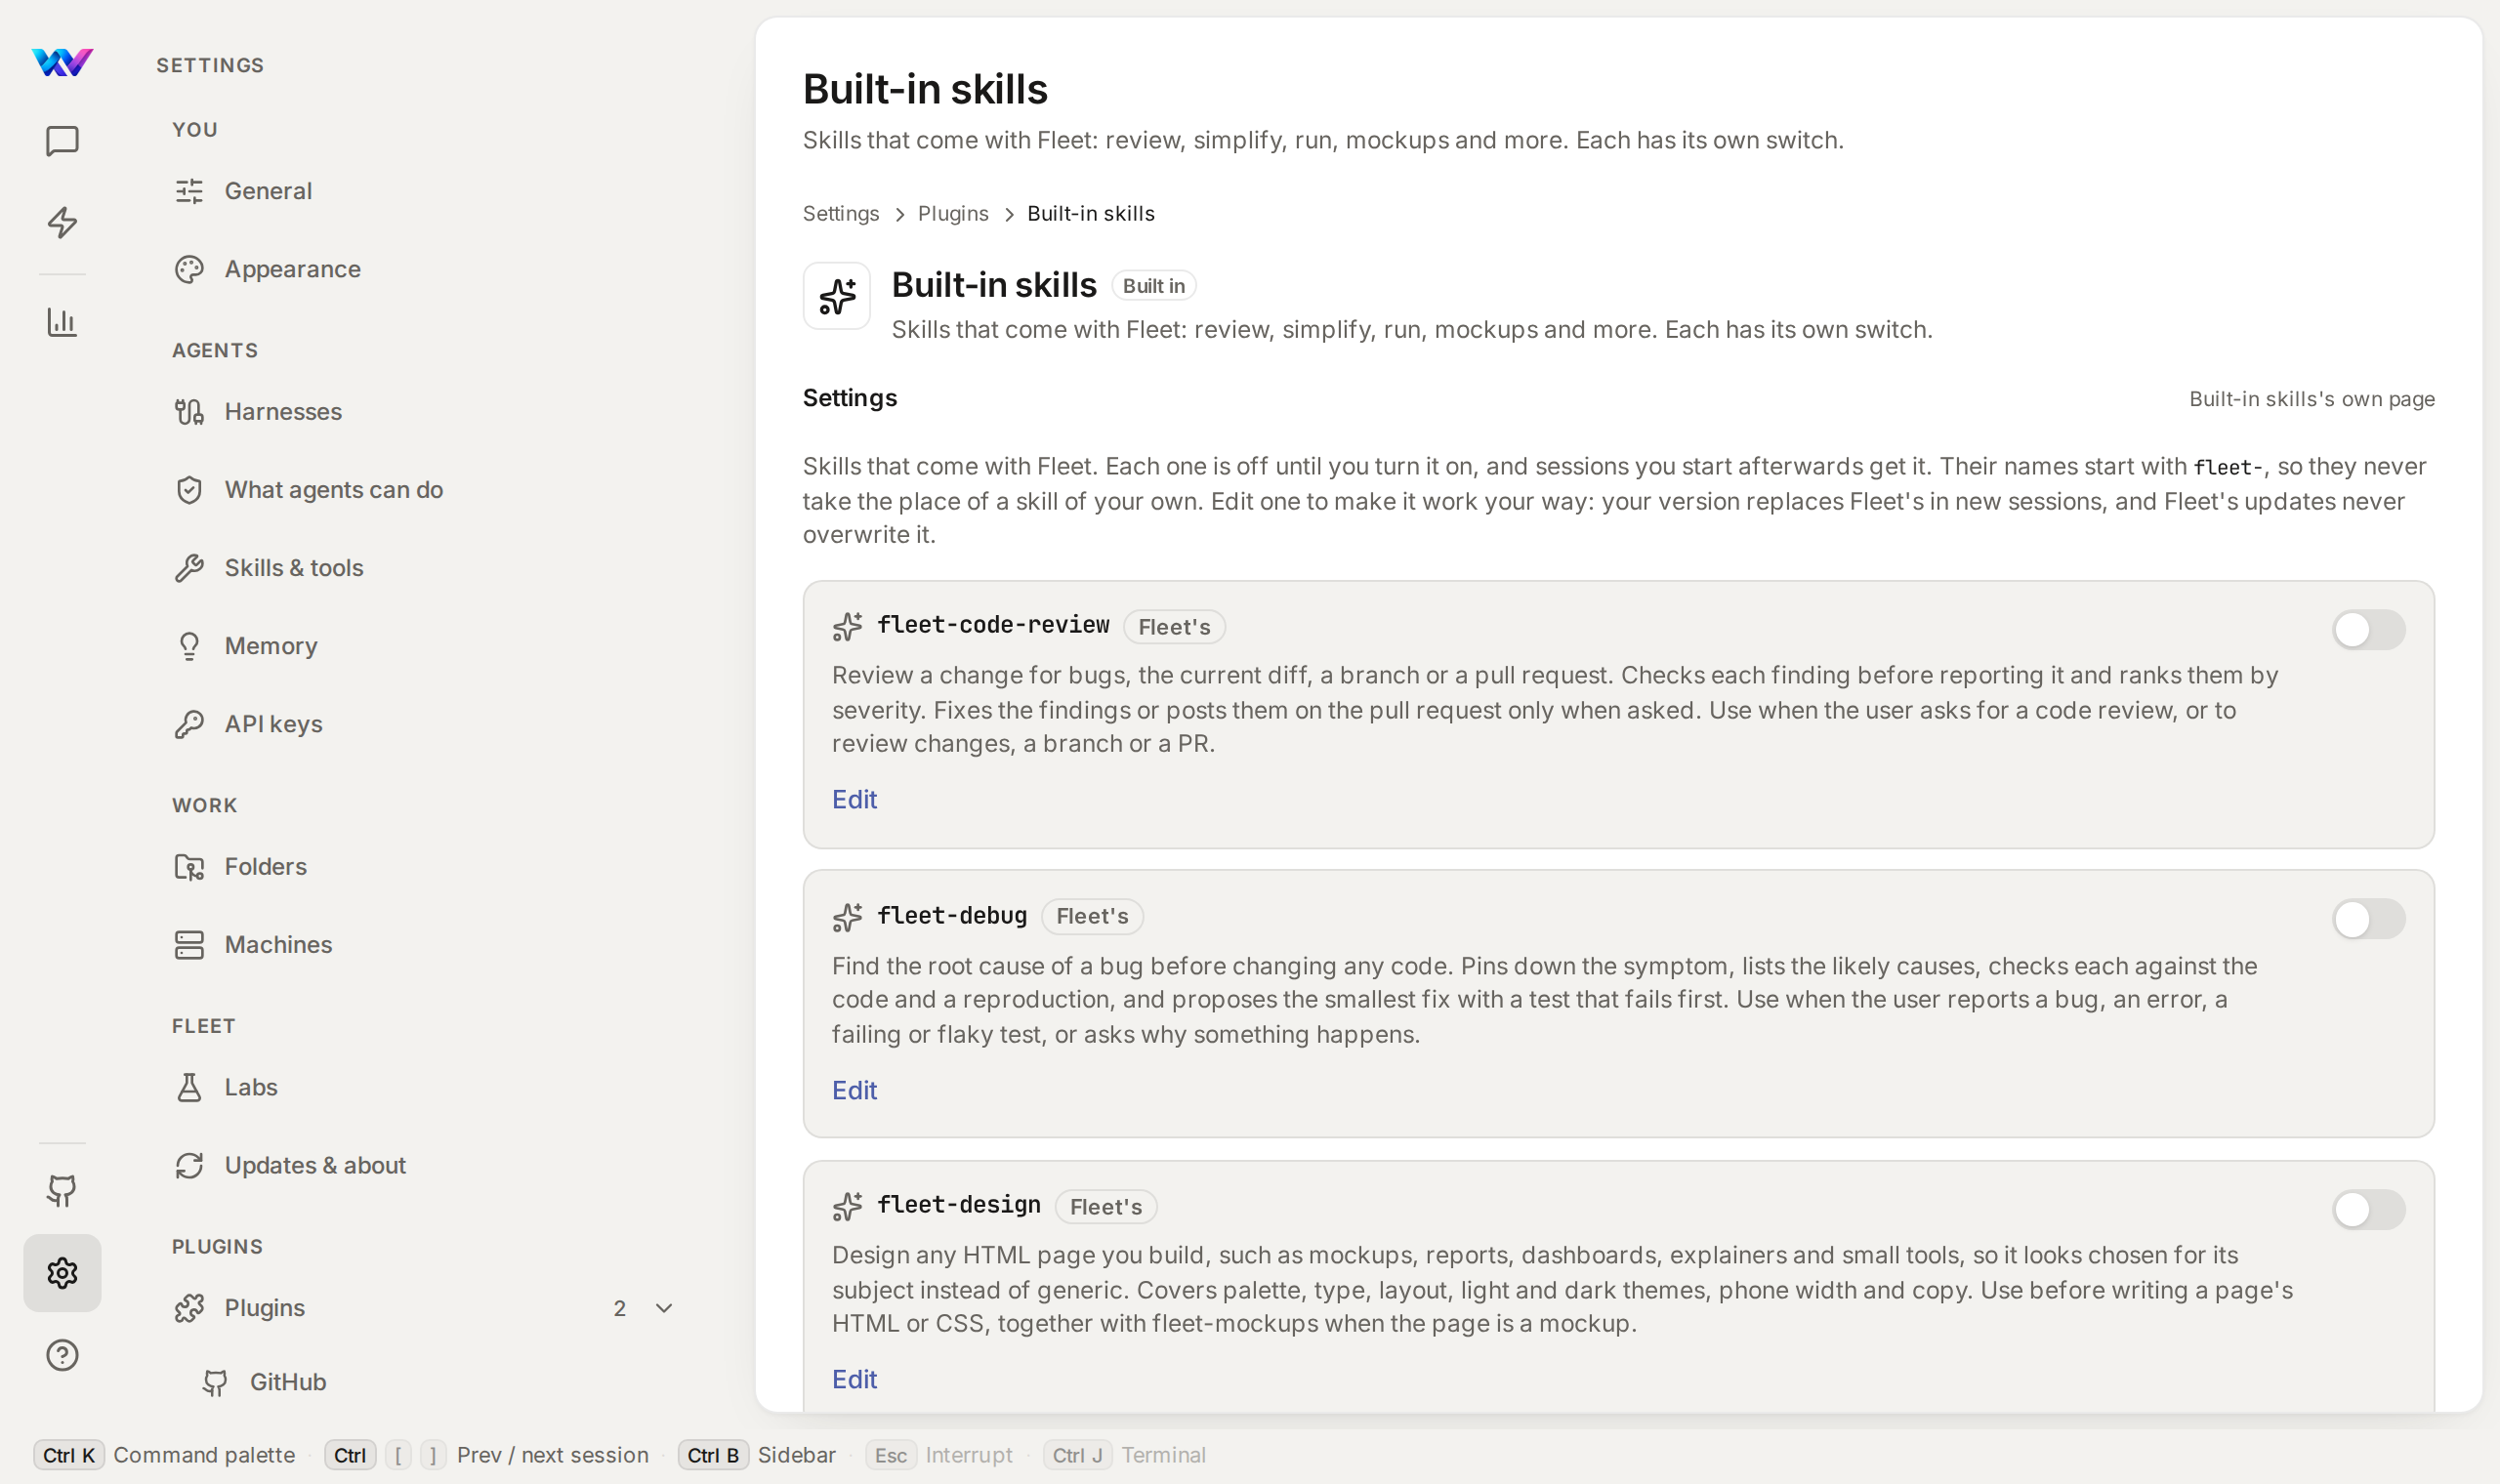 SETTINGS
YOU
General
Appearance
AGENTS
Harnesses
What agents can do
Skills & tools
Memory
API keys
WORK
Folders
Machines
FLEET
Labs
Updates & about
PLUGINS
Plugins 2
GitHub
Built-in skills
Skills that come with Fleet: review, simplify, run, mockups and more. Each has its own switch.
Settings > Plugins > Built-in skills
Built-in skills Built in
Skills that come with Fleet: review, simplify, run, mockups and more. Each has its own switch.
Settings Built-in skills's own page
Skills that come with Fleet. Each one is off until you turn it on, and sessions you start afterwards get it. Their names start with fleet-, so they never
take the place of a skill of your own. Edit one to make it work your way: your version replaces Fleet's in new sessions, and Fleet's updates never
overwrite it.
fleet-code-review Fleet's
Review a change for bugs, the current diff, a branch or a pull request. Checks each finding before reporting it and ranks them by
severity. Fixes the findings or posts them on the pull request only when asked. Use when the user asks for a code review, or to
review changes, a branch or a PR.
Edit
fleet-debug Fleet's
Find the root cause of a bug before changing any code. Pins down the symptom, lists the likely causes, checks each against the
code and a reproduction, and proposes the smallest fix with a test that fails first. Use when the user reports a bug, an error, a
failing or flaky test, or asks why something happens.
Edit
fleet-design Fleet's
Design any HTML page you build, such as mockups, reports, dashboards, explainers and small tools, so it looks chosen for its
subject instead of generic. Covers palette, type, layout, light and dark themes, phone width and copy. Use before writing a page's
HTML or CSS, together with fleet-mockups when the page is a mockup.
Edit
Ctrl K Command palette · Ctrl [ ] Prev / next session · Ctrl B Sidebar · Esc Interrupt · Ctrl J Terminal